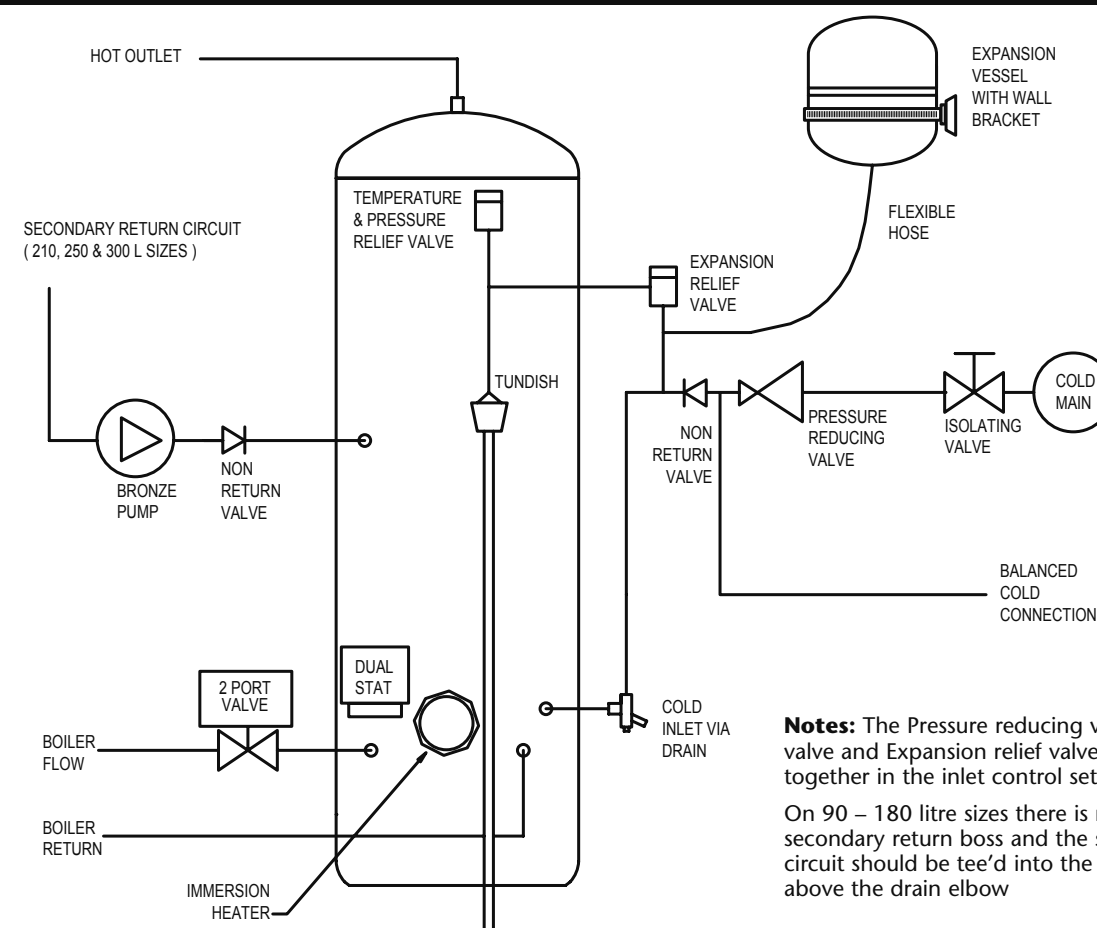 HOT OUTLET
EXPANSION
VESSEL
WITH WALL
BRACKET
TEMPERATURE
& PRESSURE
RELIEF VALVE
FLEXIBLE
HOSE
SECONDARY RETURN CIRCUIT
( 210, 250 & 300 L SIZES )
EXPANSION
RELIEF
VALVE
TUNDISH
COLD
MAIN
PRESSURE
REDUCING
VALVE
ISOLATING
VALVE
NON
RETURN
VALVE
BRONZE
PUMP
NON
RETURN
VALVE
BALANCED
COLD
CONNECTION
DUAL
STAT
2 PORT
VALVE
COLD
INLET VIA
DRAIN
BOILER
FLOW
BOILER
RETURN
IMMERSION
HEATER
Notes: The Pressure reducing
valve and Expansion relief valve
together in the inlet control set
On 90 – 180 litre sizes there is
secondary return boss and the
circuit should be tee'd into the
above the drain elbow